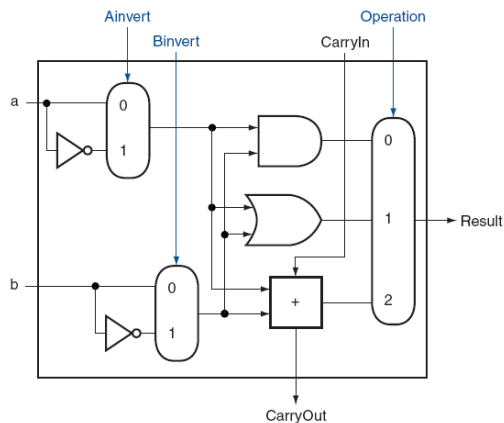 Ainvert
Operation
Binvert
CarryIn
a
0
1
0
1
Result
b
0
1
+
2
CarryOut